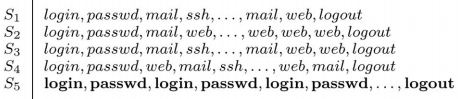 S1 login, passwd, mail, ssh, . . . , mail, web, logout
S2 login, passwd, mail, web, . . . , web, web, web, logout
S3 login, passwd, mail, ssh, . . . , mail, web, web, logout
S4 login, passwd, web, mail, ssh, . . . , web, mail, logout
S5 login, passwd, login, passwd, login, passwd, . . . , logout